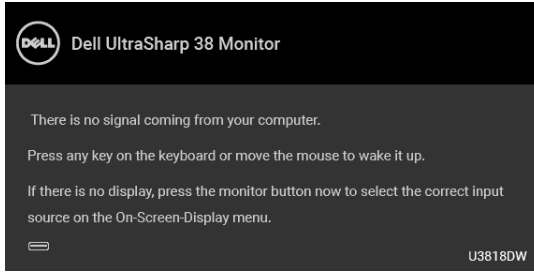 DELL Dell UltraSharp 38 Monitor
There is no signal coming from your computer.
Press any key on the keyboard or move the mouse to wake it up.
If there is no display, press the monitor button now to select the correct input
source on the On-Screen-Display menu.
U3818DW